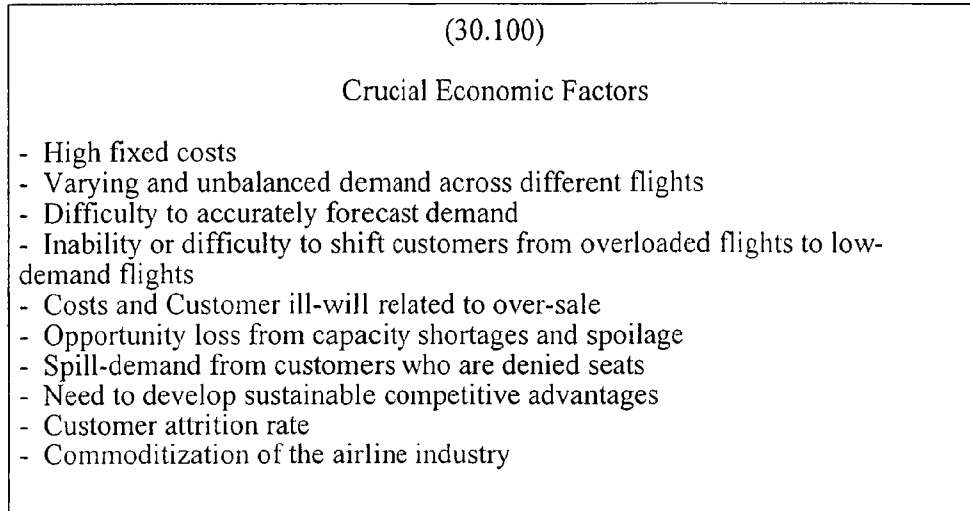 (30.100)
Crucial Economic Factors
- High fixed costs
- Varying and unbalanced demand across different flights
- Difficulty to accurately forecast demand
- Inability or difficulty to shift customers from overloaded flights to low-
demand flights
- Costs and Customer ill-will related to over-sale
- Opportunity loss from capacity shortages and spoilage
- Spill-demand from customers who are denied seats
- Need to develop sustainable competitive advantages
- Customer attrition rate
- Commoditization of the airline industry